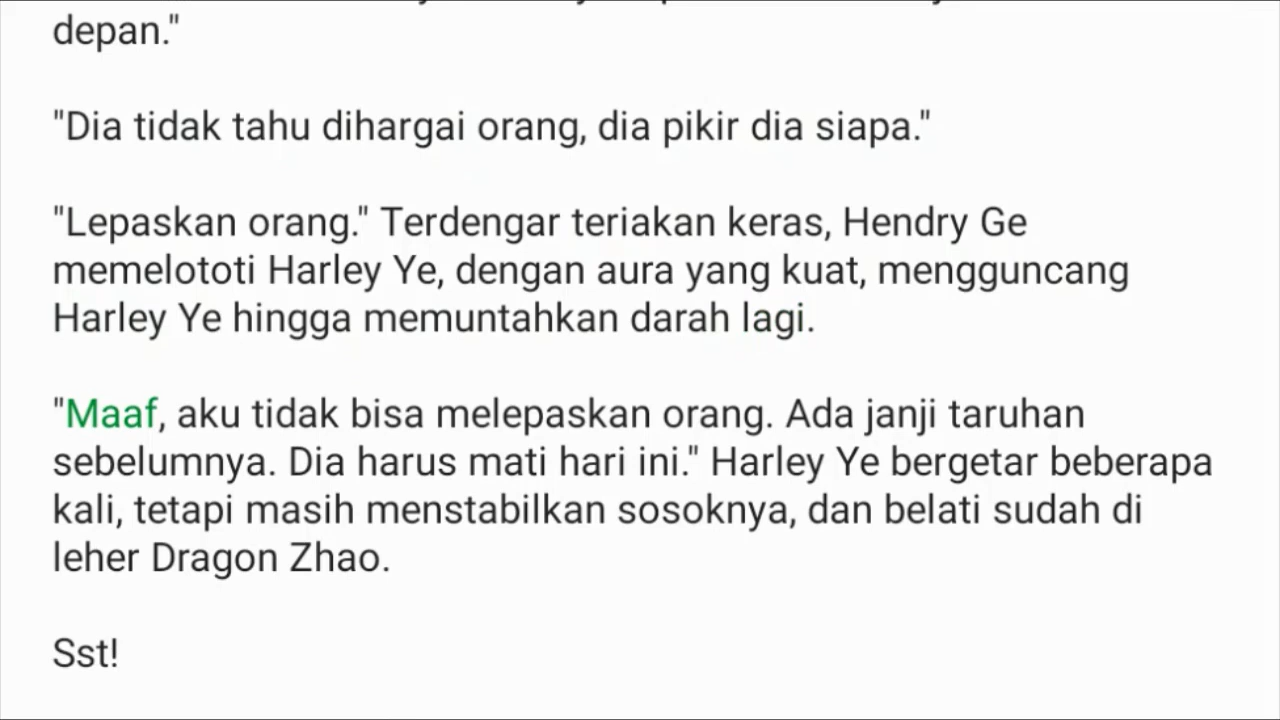 depan."
"Dia tidak tahu dihargai orang, dia pikir dia siapa."
"Lepaskan orang." Terdengar teriakan keras, Hendry Ge
memelototi Harley Ye, dengan aura yang kuat, mengguncang
Harley Ye hingga memuntahkan darah lagi.
"Maaf, aku tidak bisa melepaskan orang. Ada janji taruhan
sebelumnya. Dia harus mati hari ini." Harley Ye bergetar beberapa
kali, tetapi masih menstabilkan sosoknya, dan belati sudah di
leher Dragon Zhao.
Sst!